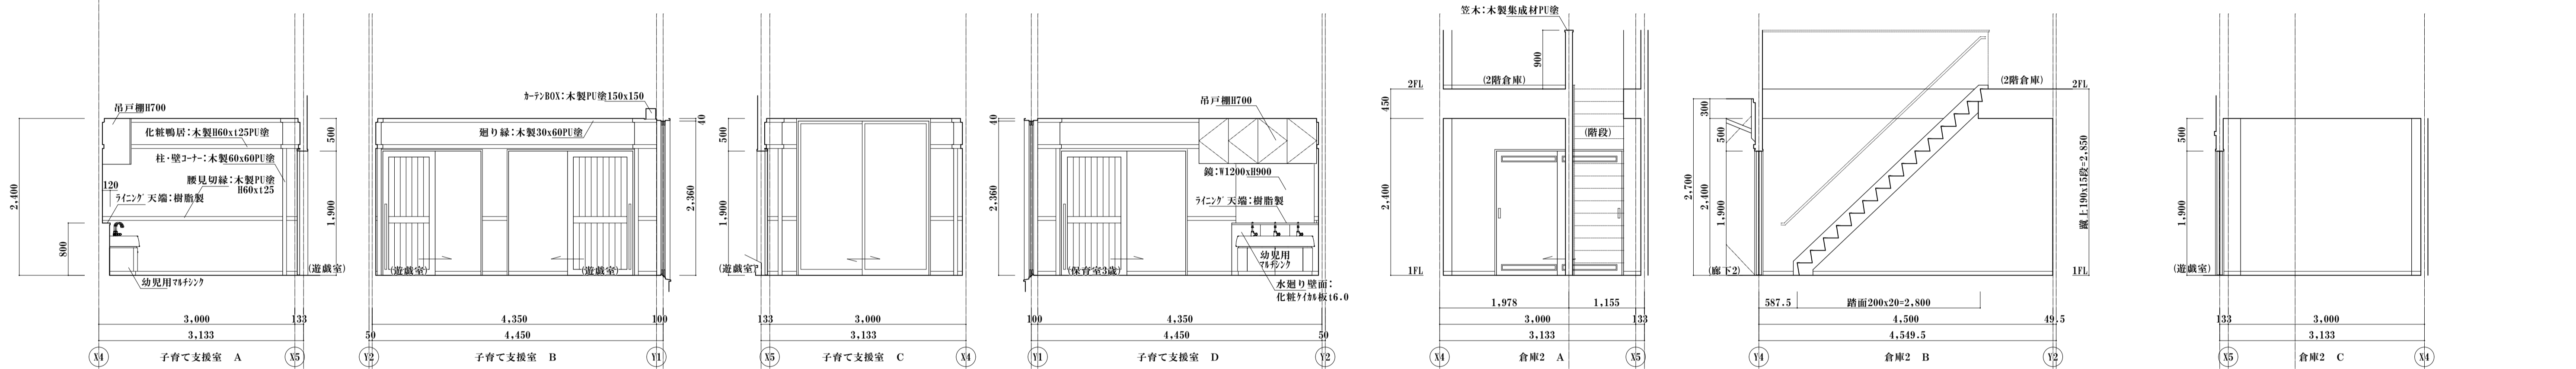 吊戸棚H700
化粧鴨居:木製H60xt25PU塗
柱・壁コーナー:木製60x60PU塗
腰見切縁:木製PU塗
H60xt25
120
ライニング天端:樹脂製
2,400
800
幼児用マルチシンク
500
1,900
(遊戯室)
3,000
133
3,133
X4
子育て支援室 A
X5
カーテンBOX:木製PU塗150x150
廻り縁:木製30x60PU塗
40
2,360
(遊戯室)
(遊戯室)
4,350
100
50
4,450
Y2
子育て支援室 B
Y1
500
1,900
(遊戯室)
133
3,000
3,133
X5
子育て支援室 C
X4
40
2,360
吊戸棚H700
鏡:W1200xH900
ライニング天端:樹脂製
(保育室3歳)
幼児用
マルチシンク
水廻り壁面:
化粧ケイカル板t6.0
100
4,350
4,450
50
Y1
子育て支援室 D
Y2
笠木:木製集成材PU塗
900
(2階倉庫)
2FL
450
(階段)
2,400
1FL
1,978
1,155
3,000
133
3,133
X4
倉庫2 A
X5
(2階倉庫)
2FL
300
500
2,700
2,400
1,900
蹴上190x15段=2,850
(廊下2)
1FL
587.5
踏面200x20=2,800
4,500
49.5
4,549.5
Y4
倉庫2 B
Y2
500
1,900
(遊戯室)
133
3,000
3,133
X5
倉庫2 C
X4